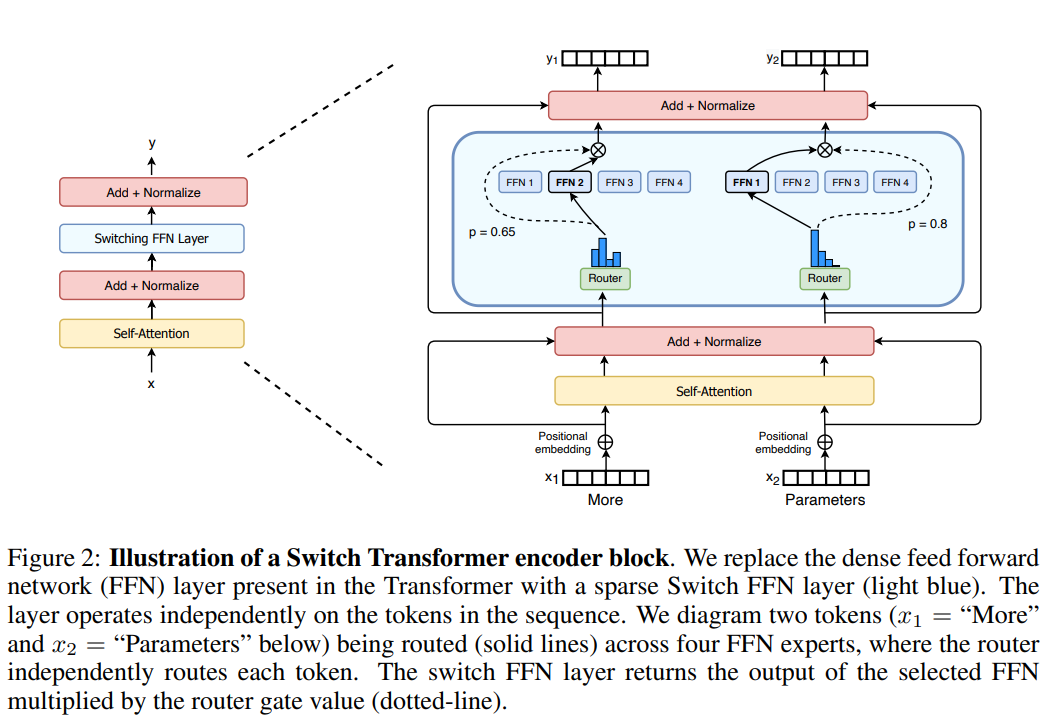 y
Add + Normalize
Switching FFN Layer
Add + Normalize
Self-Attention
x
y1 y2
Add + Normalize
FFN 1 FFN 2 FFN 3 FFN 4 FFN 1 FFN 2 FFN 3 FFN 4
p = 0.65 p = 0.8
Router Router
Add + Normalize
Self-Attention
Positional embedding Positional embedding
x1 x2
More Parameters
Figure 2: Illustration of a Switch Transformer encoder block. We replace the dense feed forward
network (FFN) layer present in the Transformer with a sparse Switch FFN layer (light blue). The
layer operates independently on the tokens in the sequence. We diagram two tokens (x1 = “More”
and x2 = “Parameters” below) being routed (solid lines) across four FFN experts, where the router
independently routes each token. The switch FFN layer returns the output of the selected FFN
multiplied by the router gate value (dotted-line).